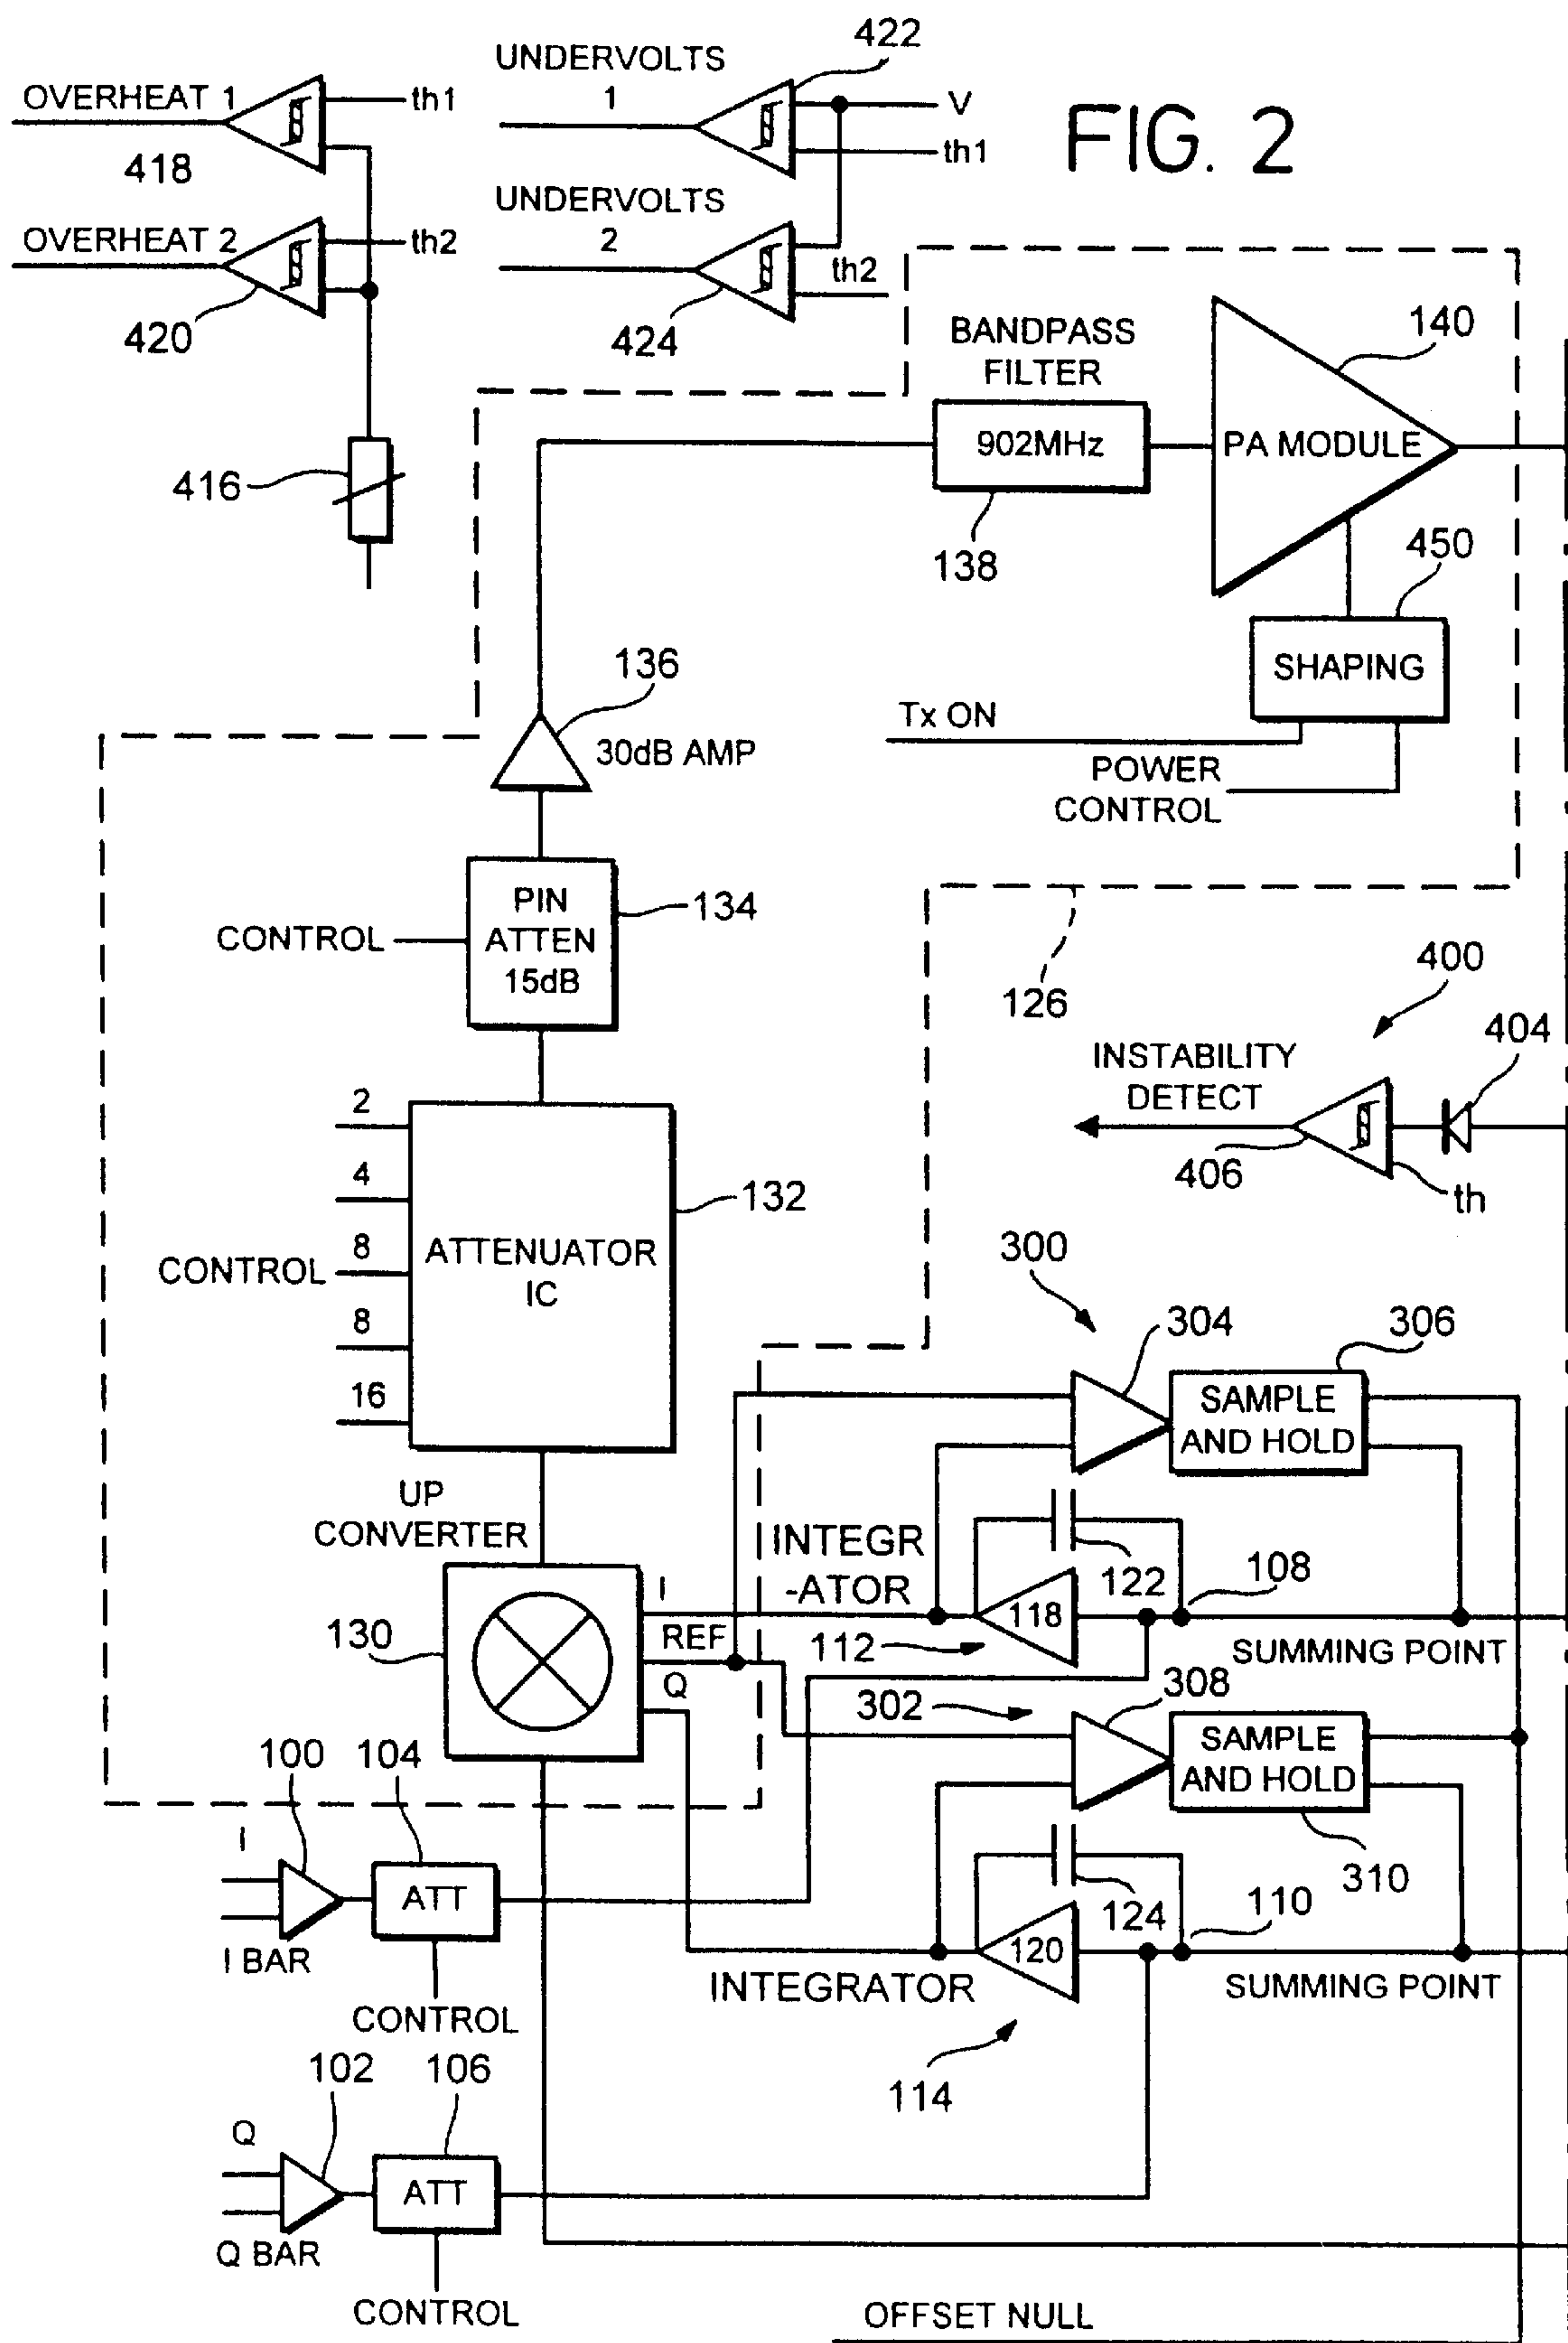 FIG. 2
OVERHEAT 1
th1
418
OVERHEAT 2
th2
420
416
UNDERVOLTS
1
422
V
th1
UNDERVOLTS
2
th2
424
BANDPASS
FILTER
902MHz
138
140
PA MODULE
450
SHAPING
Tx ON
POWER
CONTROL
136
30dB AMP
PIN
ATTEN
15dB
134
CONTROL
126
400
404
INSTABILITY
DETECT
406
th
2
4
8
8
16
CONTROL
ATTENUATOR
IC
132
300
304
306
SAMPLE
AND HOLD
UP
CONVERTER
130
I
REF
Q
INTEGR
-ATOR
122
118
108
112
SUMMING POINT
302
308
SAMPLE
AND HOLD
310
124
120
110
INTEGRATOR
SUMMING POINT
114
100
104
I
ATT
I BAR
CONTROL
102
106
Q
ATT
Q BAR
CONTROL
OFFSET NULL